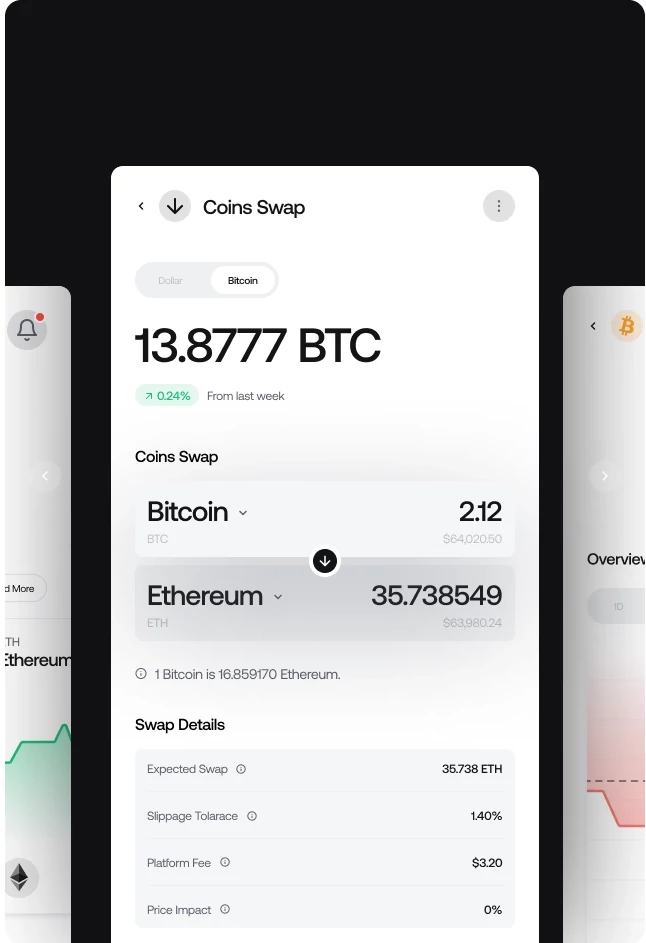 Coins Swap
Dollar
Bitcoin
13.8777 BTC
0.24% From last week
Coins Swap
Bitcoin 2.12
BTC $64,020.50
Ethereum 35.738549
ETH $63,980.24
1 Bitcoin is 16.859170 Ethereum.
Swap Details
Expected Swap 35.738 ETH
Slippage Tolarace 1.40%
Platform Fee $3.20
Price Impact 0%
d More
TH
Ethereum
Overview
1D